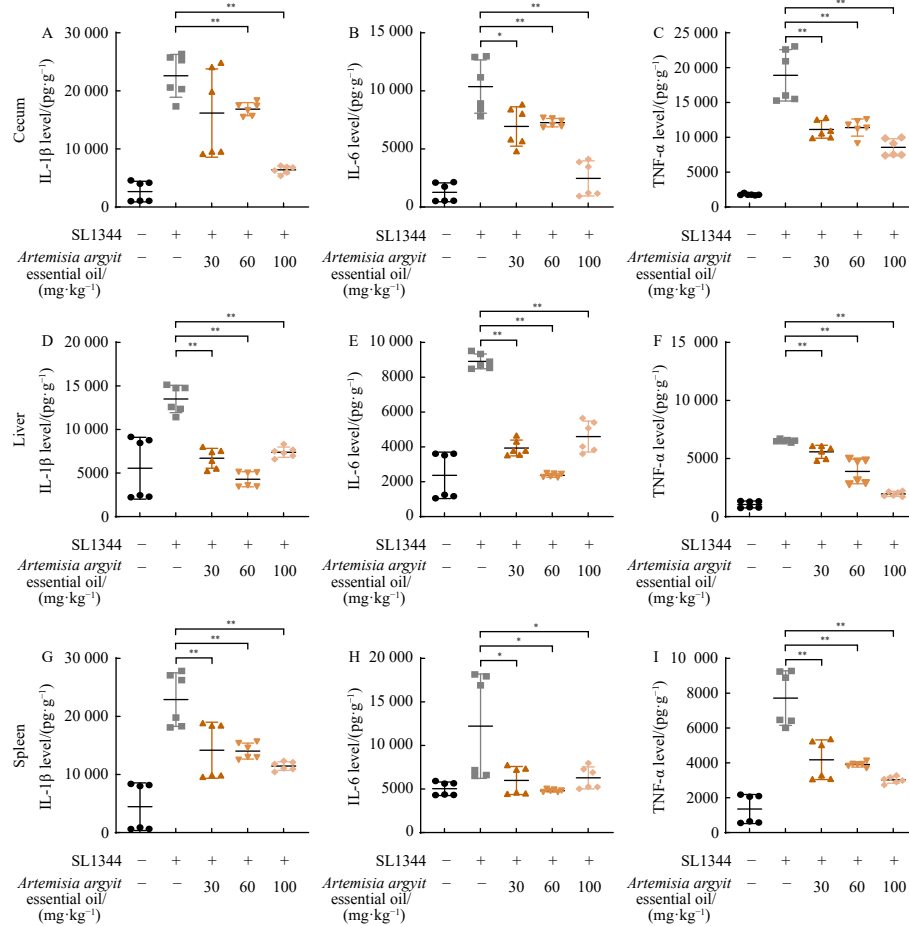 ** ** **
** ** **
A 30 000 ** B 15 000 * C 25 000 **
20 000
20 000 10 000
15 000
10 000 10 000
5000
5000
0 0 0
Cecum
IL-1β level/(pg·g⁻¹) IL-6 level/(pg·g⁻¹) TNF-α level/(pg·g⁻¹)
SL1344 − + + + + SL1344 − + + + + SL1344 − + + + +
Artemisia argyit Artemisia argyit Artemisia argyit
essential oil/ − − 30 60 100 essential oil/ − − 30 60 100 essential oil/ − − 30 60 100
(mg·kg⁻¹) (mg·kg⁻¹) (mg·kg⁻¹)
** ** **
** ** **
** ** **
D 20 000 E 10 000 F 15 000
8000
15 000
6000 10 000
10 000
4000
5000
5000 2000
0 0 0
Liver
IL-1β level/(pg·g⁻¹) IL-6 level/(pg·g⁻¹) TNF-α level/(pg·g⁻¹)
SL1344 − + + + + SL1344 − + + + + SL1344 − + + + +
Artemisia argyit Artemisia argyit Artemisia argyit
essential oil/ − − 30 60 100 essential oil/ − − 30 60 100 essential oil/ − − 30 60 100
(mg·kg⁻¹) (mg·kg⁻¹) (mg·kg⁻¹)
** * **
** * **
** * **
G 30 000 H 20 000 I 10 000
8000
15 000
20 000
6000
10 000
4000
10 000
5000 2000
0 0 0
Spleen
IL-1β level/(pg·g⁻¹) IL-6 level/(pg·g⁻¹) TNF-α level/(pg·g⁻¹)
SL1344 − + + + + SL1344 − + + + + SL1344 − + + + +
Artemisia argyit Artemisia argyit Artemisia argyit
essential oil/ − − 30 60 100 essential oil/ − − 30 60 100 essential oil/ − − 30 60 100
(mg·kg⁻¹) (mg·kg⁻¹) (mg·kg⁻¹)